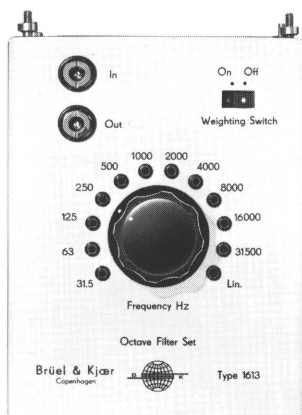 In
On Off
Out
Weighting Switch
1000 2000
500 4000
250 8000
125 16000
63 31500
31.5 Lin.
Frequency Hz
Octave Filter Set
Brüel & Kjær B K Type 1613
Copenhagen